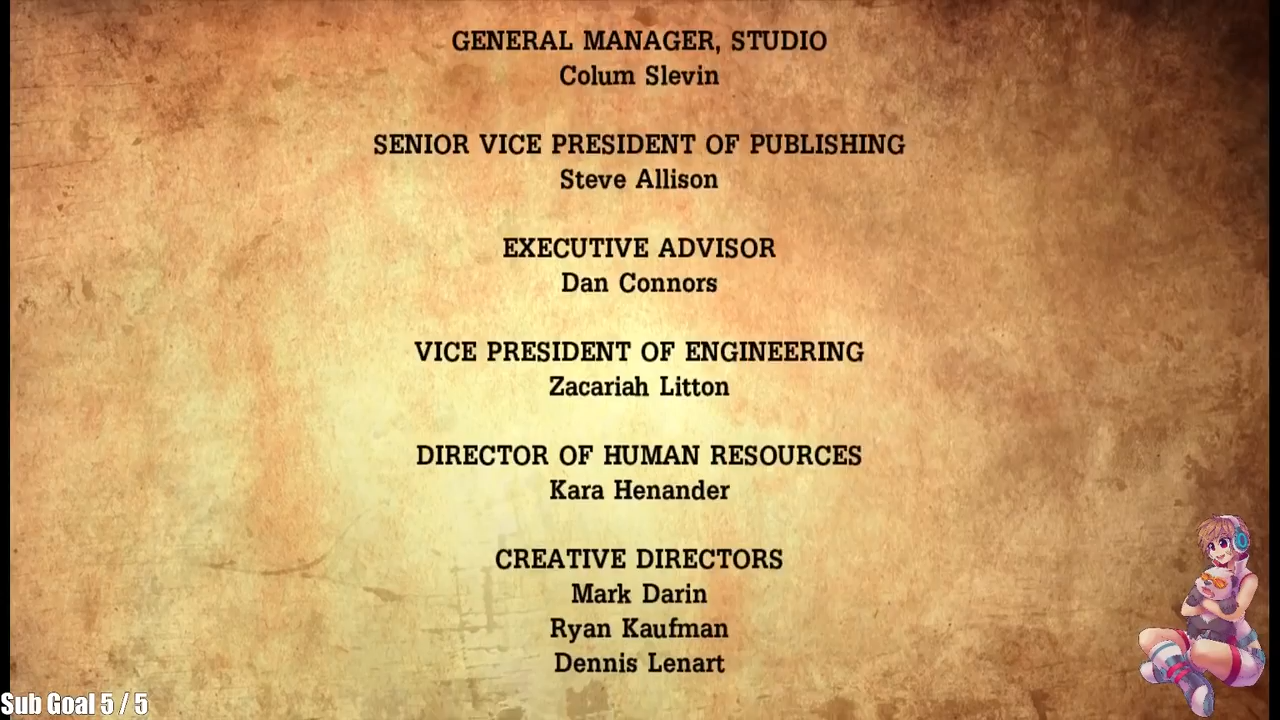 GENERAL MANAGER, STUDIO
Colum Slevin
SENIOR VICE PRESIDENT OF PUBLISHING
Steve Allison
EXECUTIVE ADVISOR
Dan Connors
VICE PRESIDENT OF ENGINEERING
Zacariah Litton
DIRECTOR OF HUMAN RESOURCES
Kara Henander
CREATIVE DIRECTORS
Mark Darin
Ryan Kaufman
Dennis Lenart
Sub Goal 5 / 5